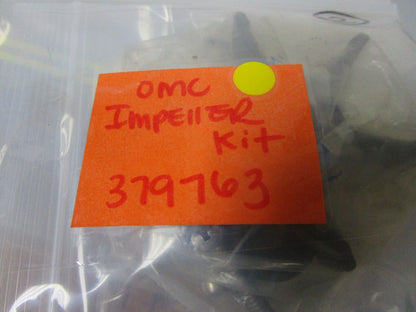 OMC
IMPELLER
Kit
379763